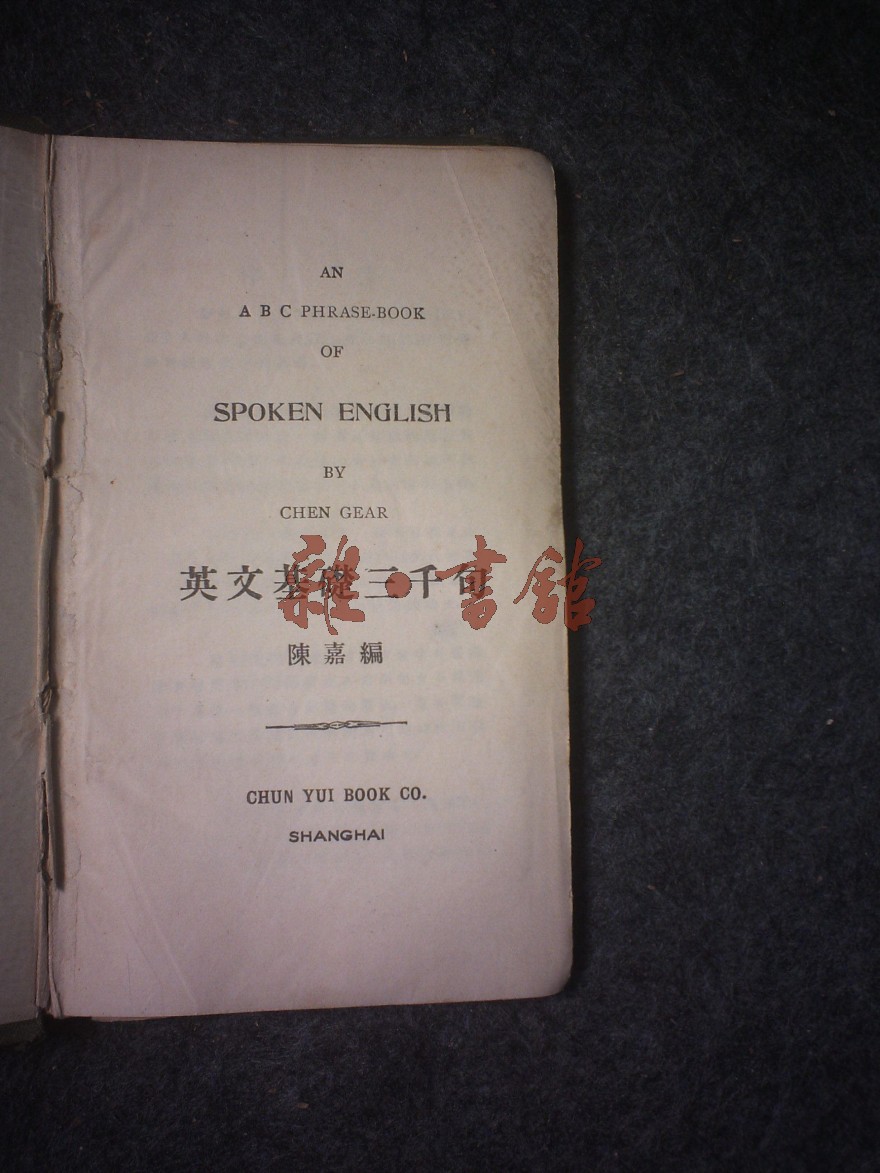 AN
A B C PHRASE-BOOK
OF
SPOKEN ENGLISH
BY
CHEN GEAR
英文基礎三千句
雜·書館
陳嘉編
CHUN YUI BOOK CO.
SHANGHAI